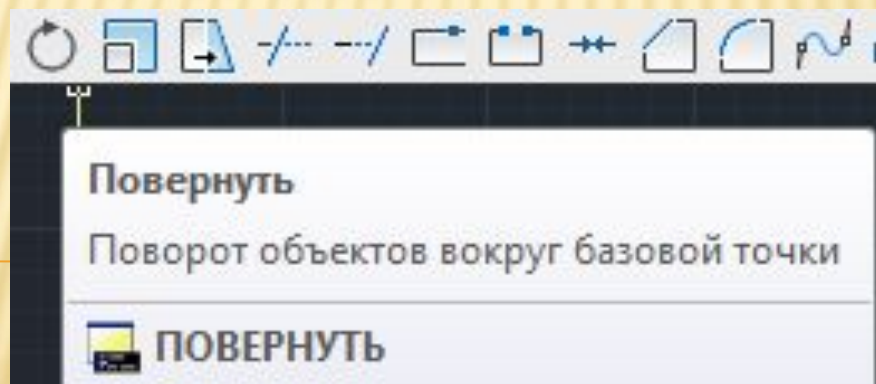 Повернуть
Поворот объектов вокруг базовой точки
ПОВЕРНУТЬ